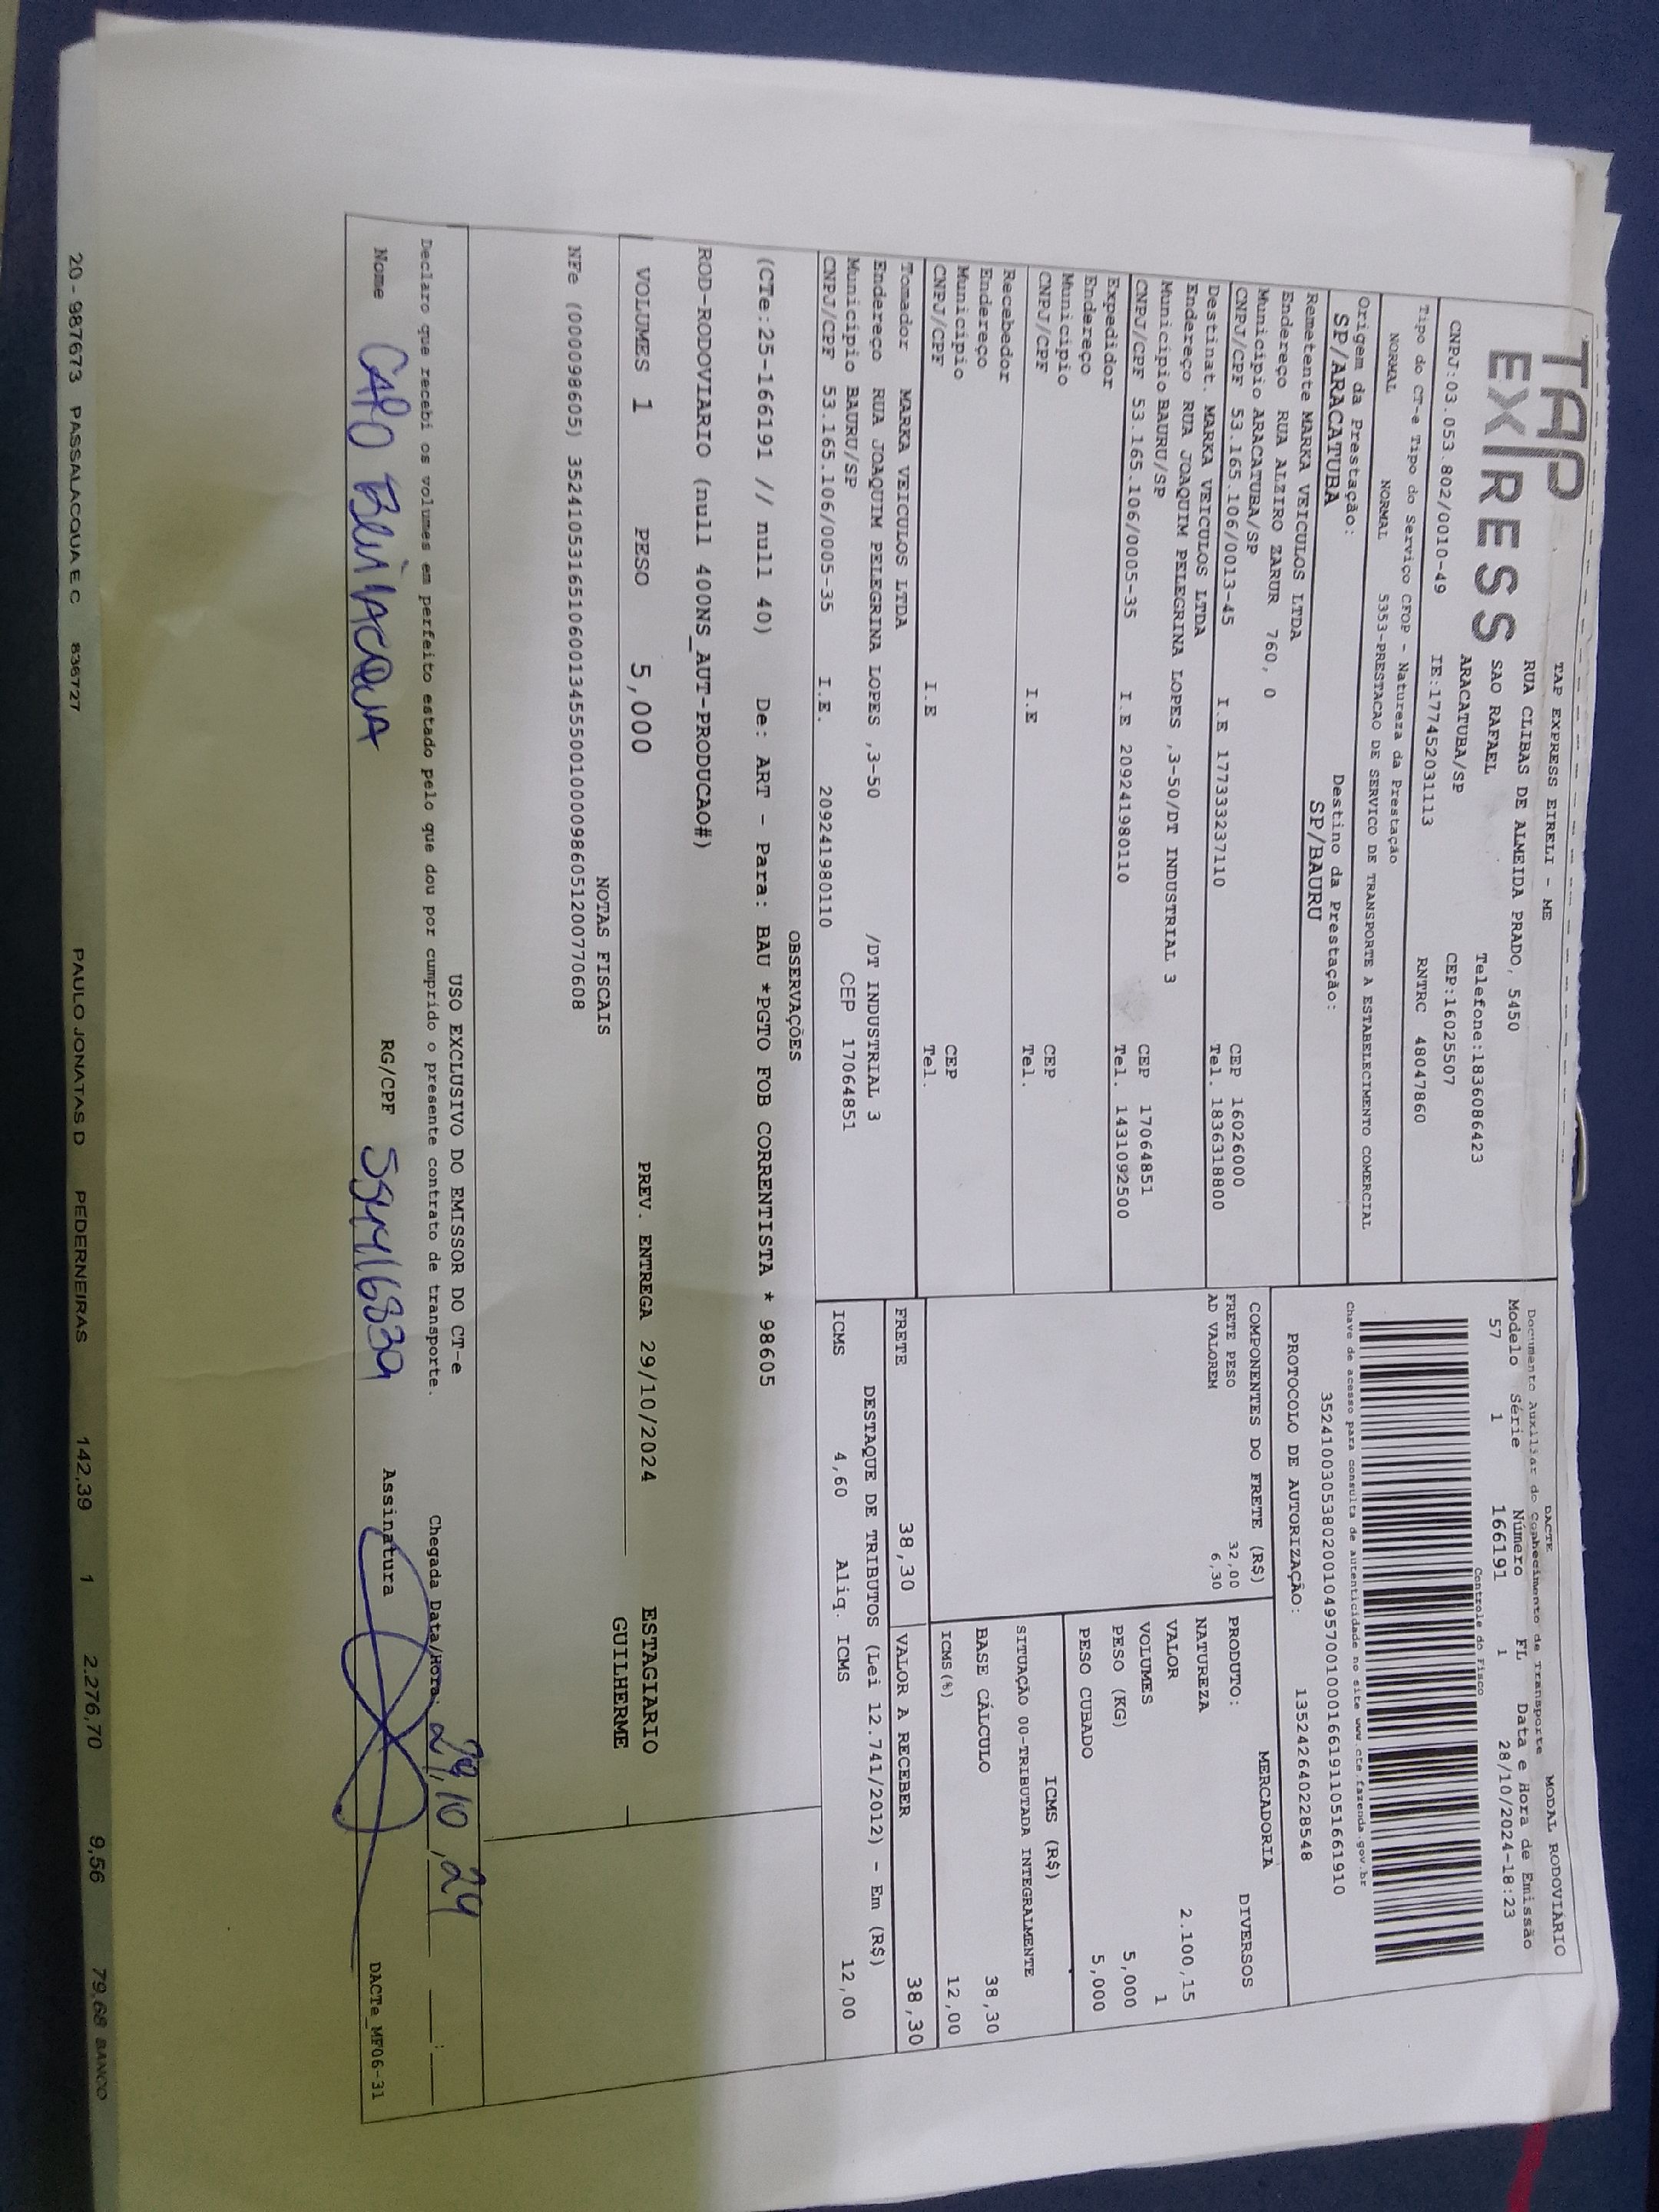 TAP
EXPRESS
TAP EXPRESS EIRELI - ME
RUA CLIBAS DE ALMEIDA PRADO, 5450
SAO RAFAEL
Telefone:1836086423
ARACATUBA/SP
CEP:16025507
CNPJ:03.053.802/0010-49 IE:177452031113 RNTRC 48047860
Tipo do CT-e Tipo do Serviço CFOP - Natureza da Prestação
NORMAL NORMAL 5353-PRESTACAO DE SERVICO DE TRANSPORTE A ESTABELECIMENTO COMERCIAL
Origem da Prestação: Destino da Prestação:
SP/ARACATUBA SP/BAURU
DACTE MODAL RODOVIÁRIO
Documento Auxiliar do Conhecimento de Transporte
Modelo Série Número FL Data e Hora de Emissão
57 1 166191 1 28/10/2024-18:23
Controle do Fisco
Chave de acesso para consulta de autenticidade no site www.cte.fazenda.gov.br
35241003053802001049570010001661911051661910
PROTOCOLO DE AUTORIZAÇÃO: 135242640228548
Remetente MARKA VEICULOS LTDA
Endereço RUA ALZIRO ZARUR 760, 0
Municipio ARACATUBA/SP CEP 16026000
CNPJ/CPF 53.165.106/0013-45 I.E 177333237110 Tel. 1836318800
Destinat. MARKA VEICULOS LTDA
Endereço RUA JOAQUIM PELEGRINA LOPES ,3-50/DT INDUSTRIAL 3
Municipio BAURU/SP CEP 17064851
CNPJ/CPF 53.165.106/0005-35 I.E 209241980110 Tel. 1431092500
Expedidor
Endereço
Municipio CEP
CNPJ/CPF I.E Tel.
Recebedor
Endereço
Municipio CEP
CNPJ/CPF I.E Tel.
Tomador MARKA VEICULOS LTDA
Endereço RUA JOAQUIM PELEGRINA LOPES ,3-50 /DT INDUSTRIAL 3
Municipio BAURU/SP CEP 17064851
CNPJ/CPF 53.165.106/0005-35 I.E. 209241980110
COMPONENTES DO FRETE (R$)
FRETE PESO 32,00
AD VALOREM 6,30
MERCADORIA
PRODUTO: DIVERSOS
NATUREZA
VALOR 2.100,15
VOLUMES 1
PESO (KG) 5,000
PESO CUBADO 5,000
ICMS (R$)
SITUAÇÃO 00-TRIBUTADA INTEGRALMENTE
BASE CÁLCULO 38,30
ICMS(%) 12,00
FRETE 38,30 VALOR A RECEBER 38,30
DESTAQUE DE TRIBUTOS (Lei 12.741/2012) - Em (R$)
ICMS 4,60 Aliq. ICMS 12,00
OBSERVAÇÕES
(CTe:25-166191 // null 40) De: ART - Para: BAU *PGTO FOB CORRENTISTA * 98605
ROD-RODOVIARIO (null 400NS_AUT-PRODUCAO#)
VOLUMES 1 PESO 5,000 PREV. ENTREGA 29/10/2024 ESTAGIARIO
GUILHERME
NOTAS FISCAIS
NFe (000098605) 35241053165106001345550010000986051200770608
USO EXCLUSIVO DO EMISSOR DO CT-e
Declaro que recebi os volumes em perfeito estado pelo que dou por cumprido o presente contrato de transporte. Chegada Data/Hora: 29/10/24 __:__
Nome RG/CPF Assinatura DACTe_MF06-31
20 - 987673 PASSALACQUA E C 836727 PAULO JONATAS D PEDERNEIRAS 142,39 1 2.276,70 9,56 79,68 BANCO